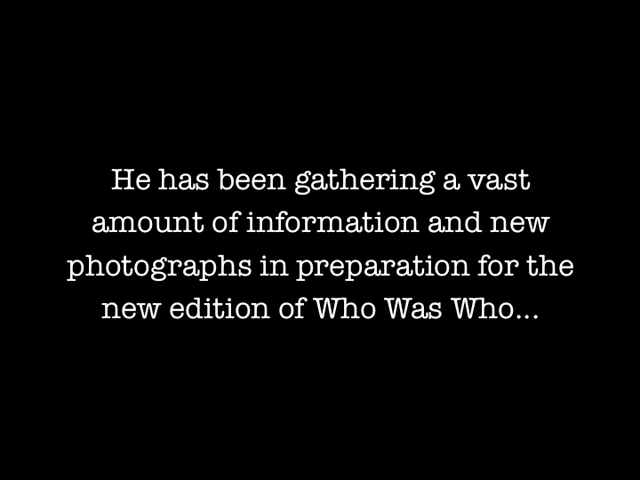 He has been gathering a vast
amount of information and new
photographs in preparation for the
new edition of Who Was Who...